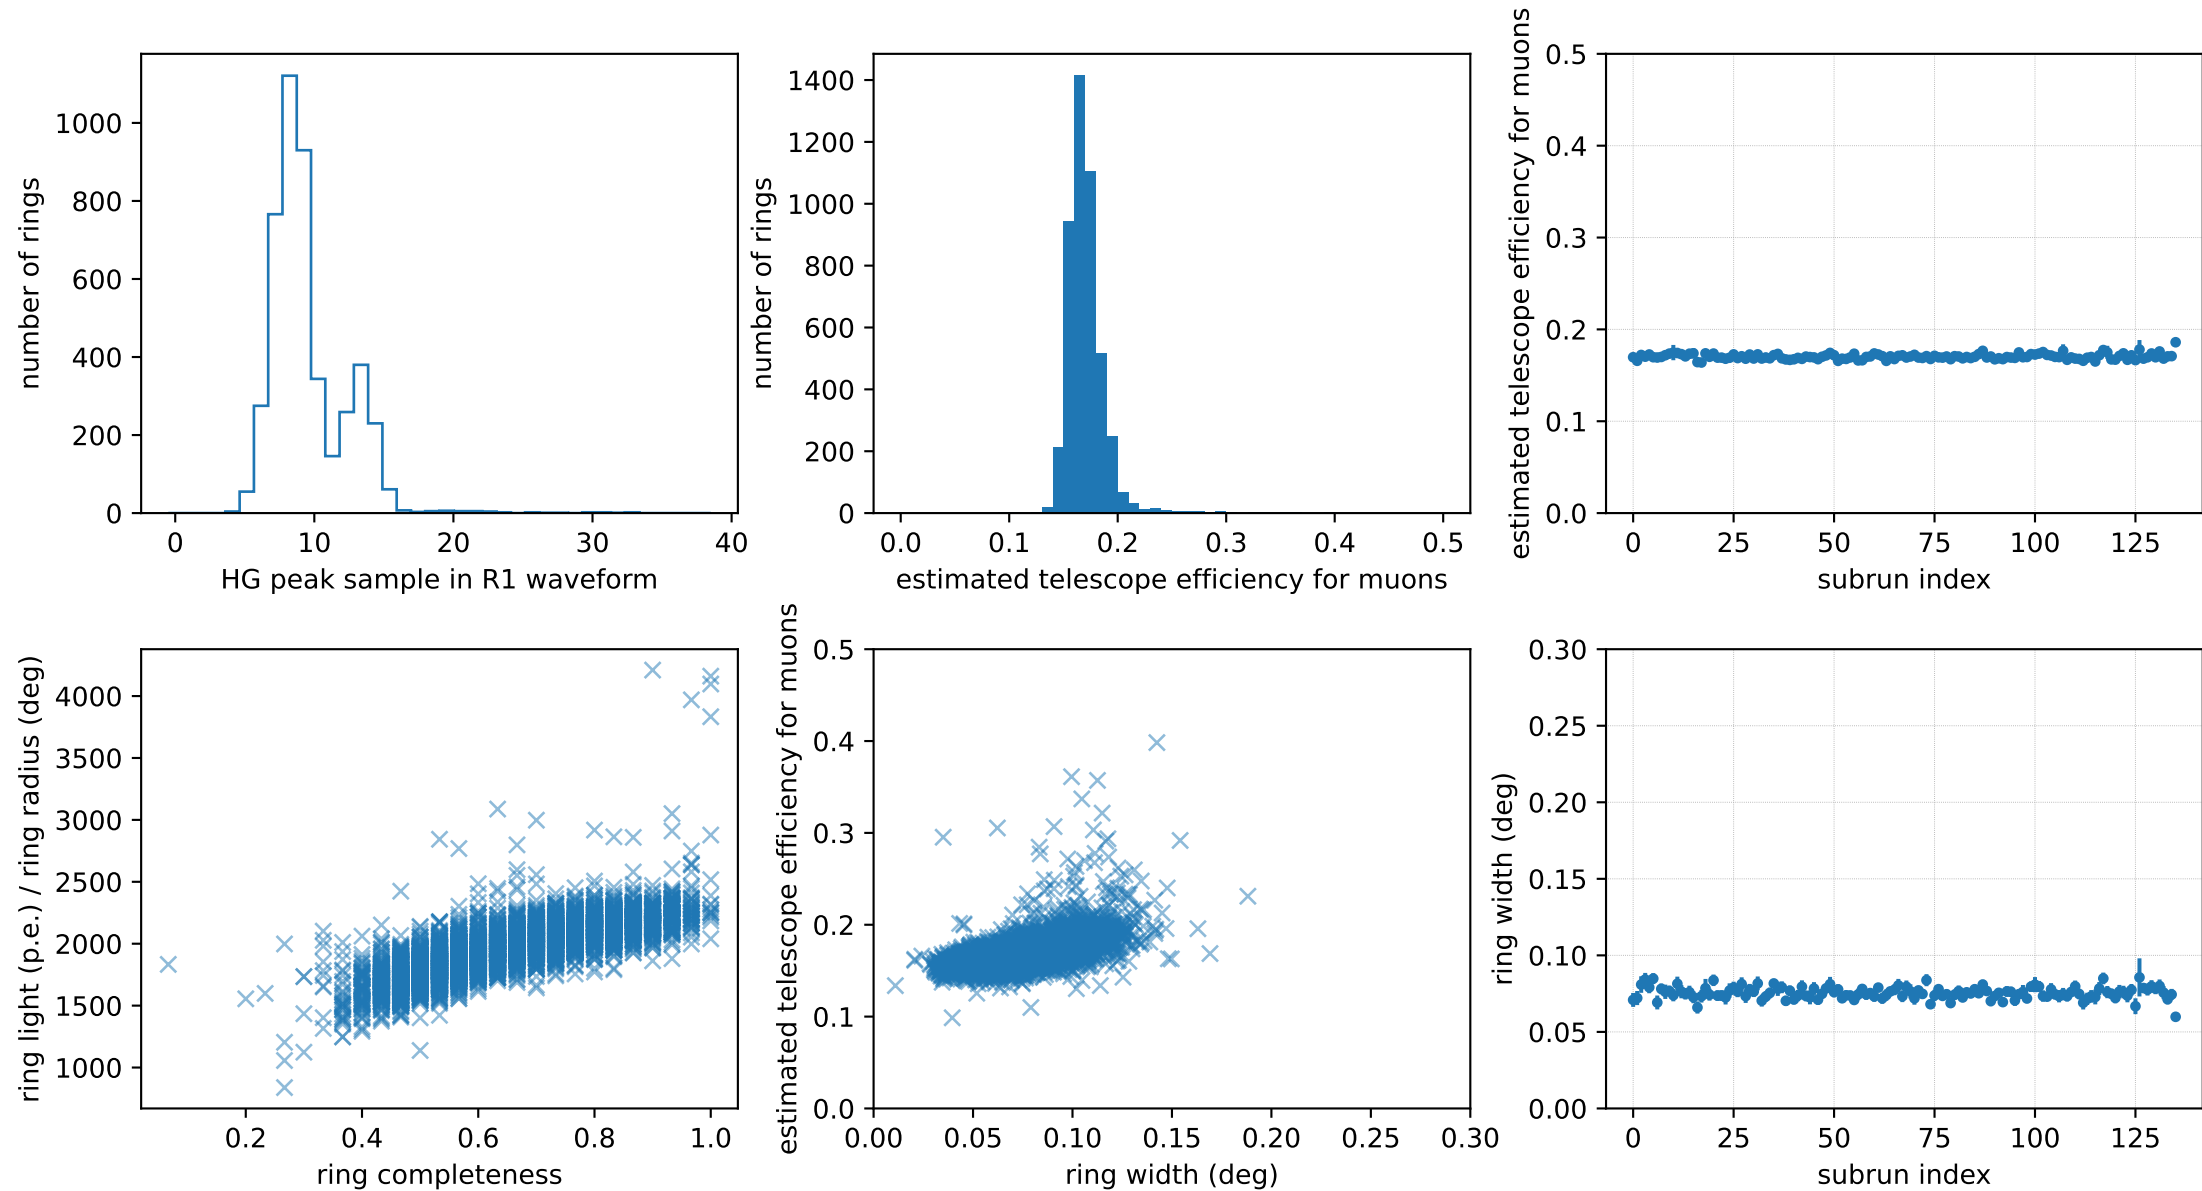 number of rings
1000
800
600
400
200
0
0 10 20 30 40
HG peak sample in R1 waveform
number of rings
1400
1200
1000
800
600
400
200
0
0.0 0.1 0.2 0.3 0.4 0.5
estimated telescope efficiency for muons
estimated telescope efficiency for muons
0.5
0.4
0.3
0.2
0.1
0.0
0 25 50 75 100 125
subrun index
ring light (p.e.) / ring radius (deg)
4000
3500
3000
2500
2000
1500
1000
0.2 0.4 0.6 0.8 1.0
ring completeness
estimated telescope efficiency for muons
0.5
0.4
0.3
0.2
0.1
0.0
0.00 0.05 0.10 0.15 0.20 0.25 0.30
ring width (deg)
ring width (deg)
0.30
0.25
0.20
0.15
0.10
0.05
0.00
0 25 50 75 100 125
subrun index